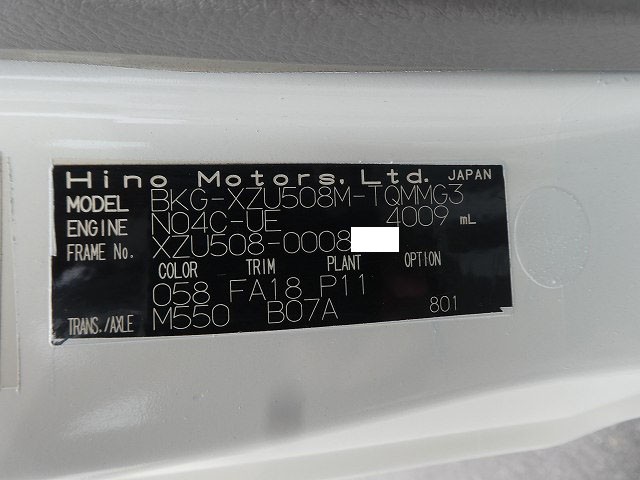 Hino Motors, Ltd. JAPAN
MODEL BKG-XZU508M-TQMMG3
ENGINE N04C-UE 4009 mL
FRAME No. XZU508-0008
COLOR TRIM PLANT OPTION
058 FA18 P11
TRANS./AXLE M550 B07A 801